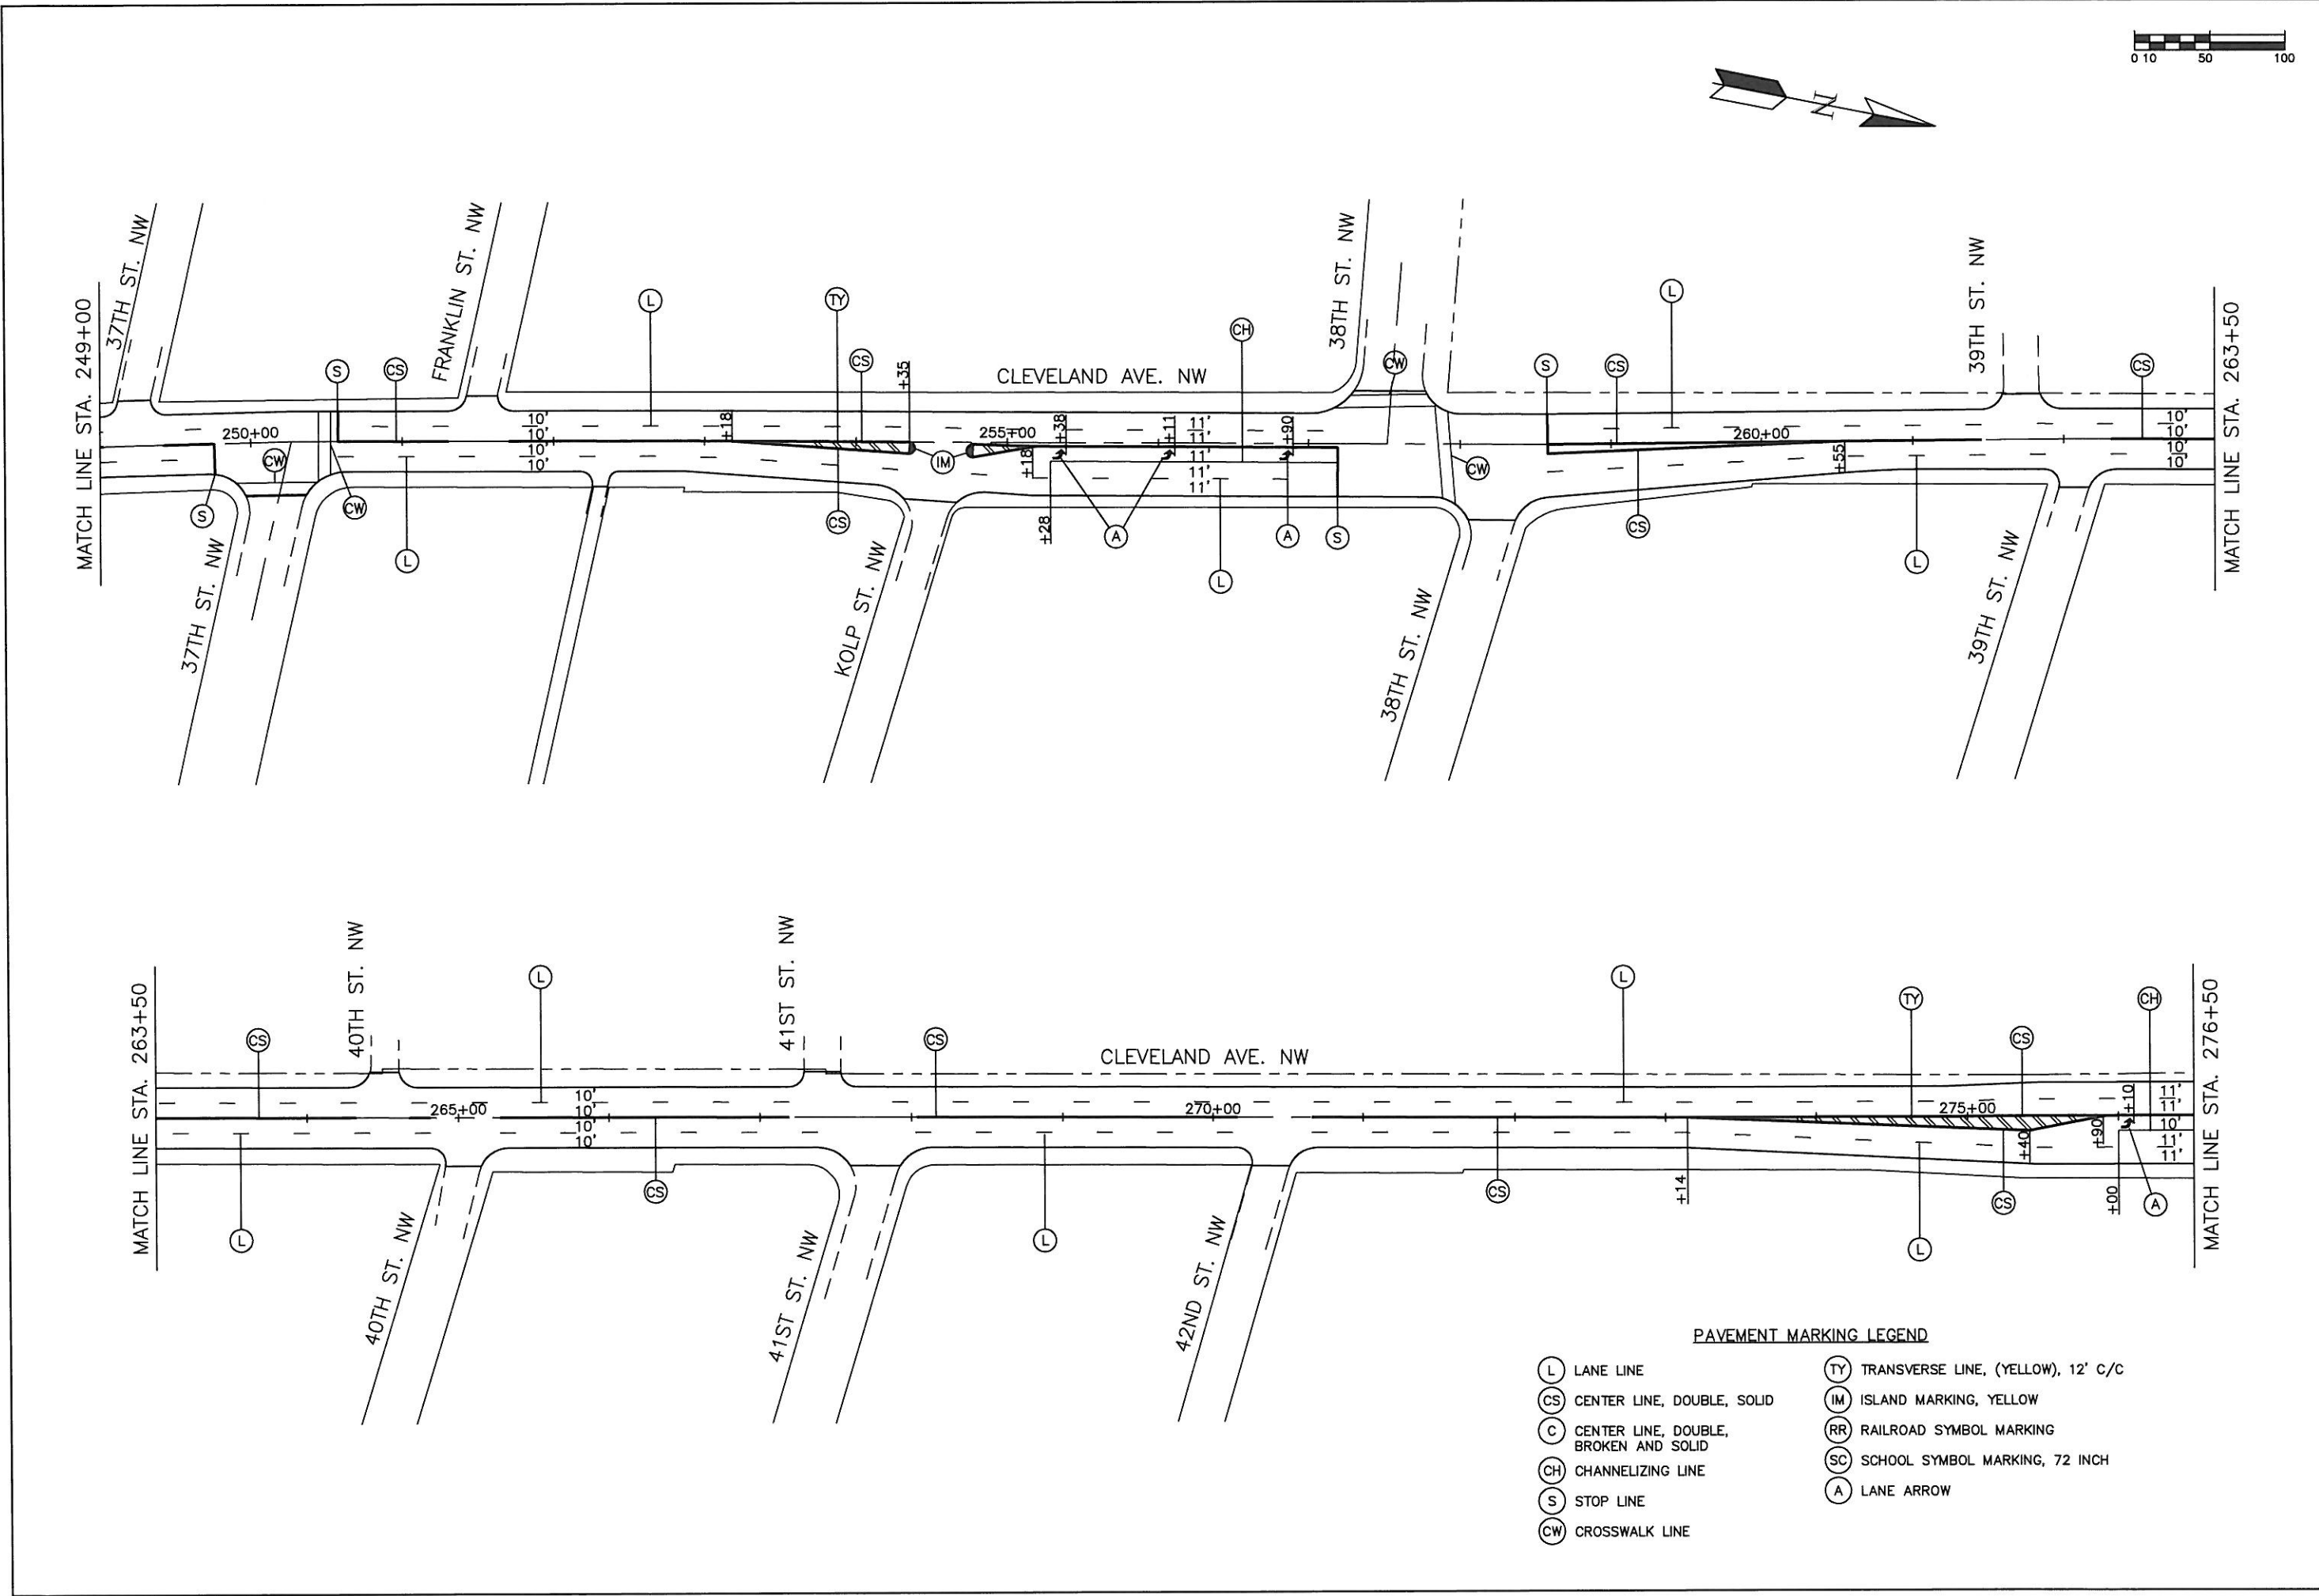 0 10 50 100
N
MATCH LINE STA. 249+00
37TH ST. NW
FRANKLIN ST. NW
38TH ST. NW
39TH ST. NW
MATCH LINE STA. 263+50
L
TY
CH
L
S
CS
CS
+35
CLEVELAND AVE. NW
CW
S
CS
CS
250+00
10'
10'
10'
10'
+18
255+00
+38
+11
11'
11'
11'
11'
11'
+90
260+00
+55
10'
10'
10'
10'
CW
IM
+18
CW
S
CW
L
CS
+28
A
L
A
S
CS
L
37TH ST. NW
KOLP ST. NW
38TH ST. NW
39TH ST. NW
MATCH LINE STA. 263+50
40TH ST. NW
41ST ST. NW
MATCH LINE STA. 276+50
L
L
TY
CH
CS
CS
CS
CLEVELAND AVE. NW
265+00
10'
10'
10'
10'
270+00
275+00
+10
11'
11'
10'
11'
11'
+40
+90
L
CS
L
CS
+14
L
CS
+00
A
40TH ST. NW
41ST ST. NW
42ND ST. NW
PAVEMENT MARKING LEGEND
L LANE LINE
CS CENTER LINE, DOUBLE, SOLID
C CENTER LINE, DOUBLE,
BROKEN AND SOLID
CH CHANNELIZING LINE
S STOP LINE
CW CROSSWALK LINE
TY TRANSVERSE LINE, (YELLOW), 12' C/C
IM ISLAND MARKING, YELLOW
RR RAILROAD SYMBOL MARKING
SC SCHOOL SYMBOL MARKING, 72 INCH
A LANE ARROW